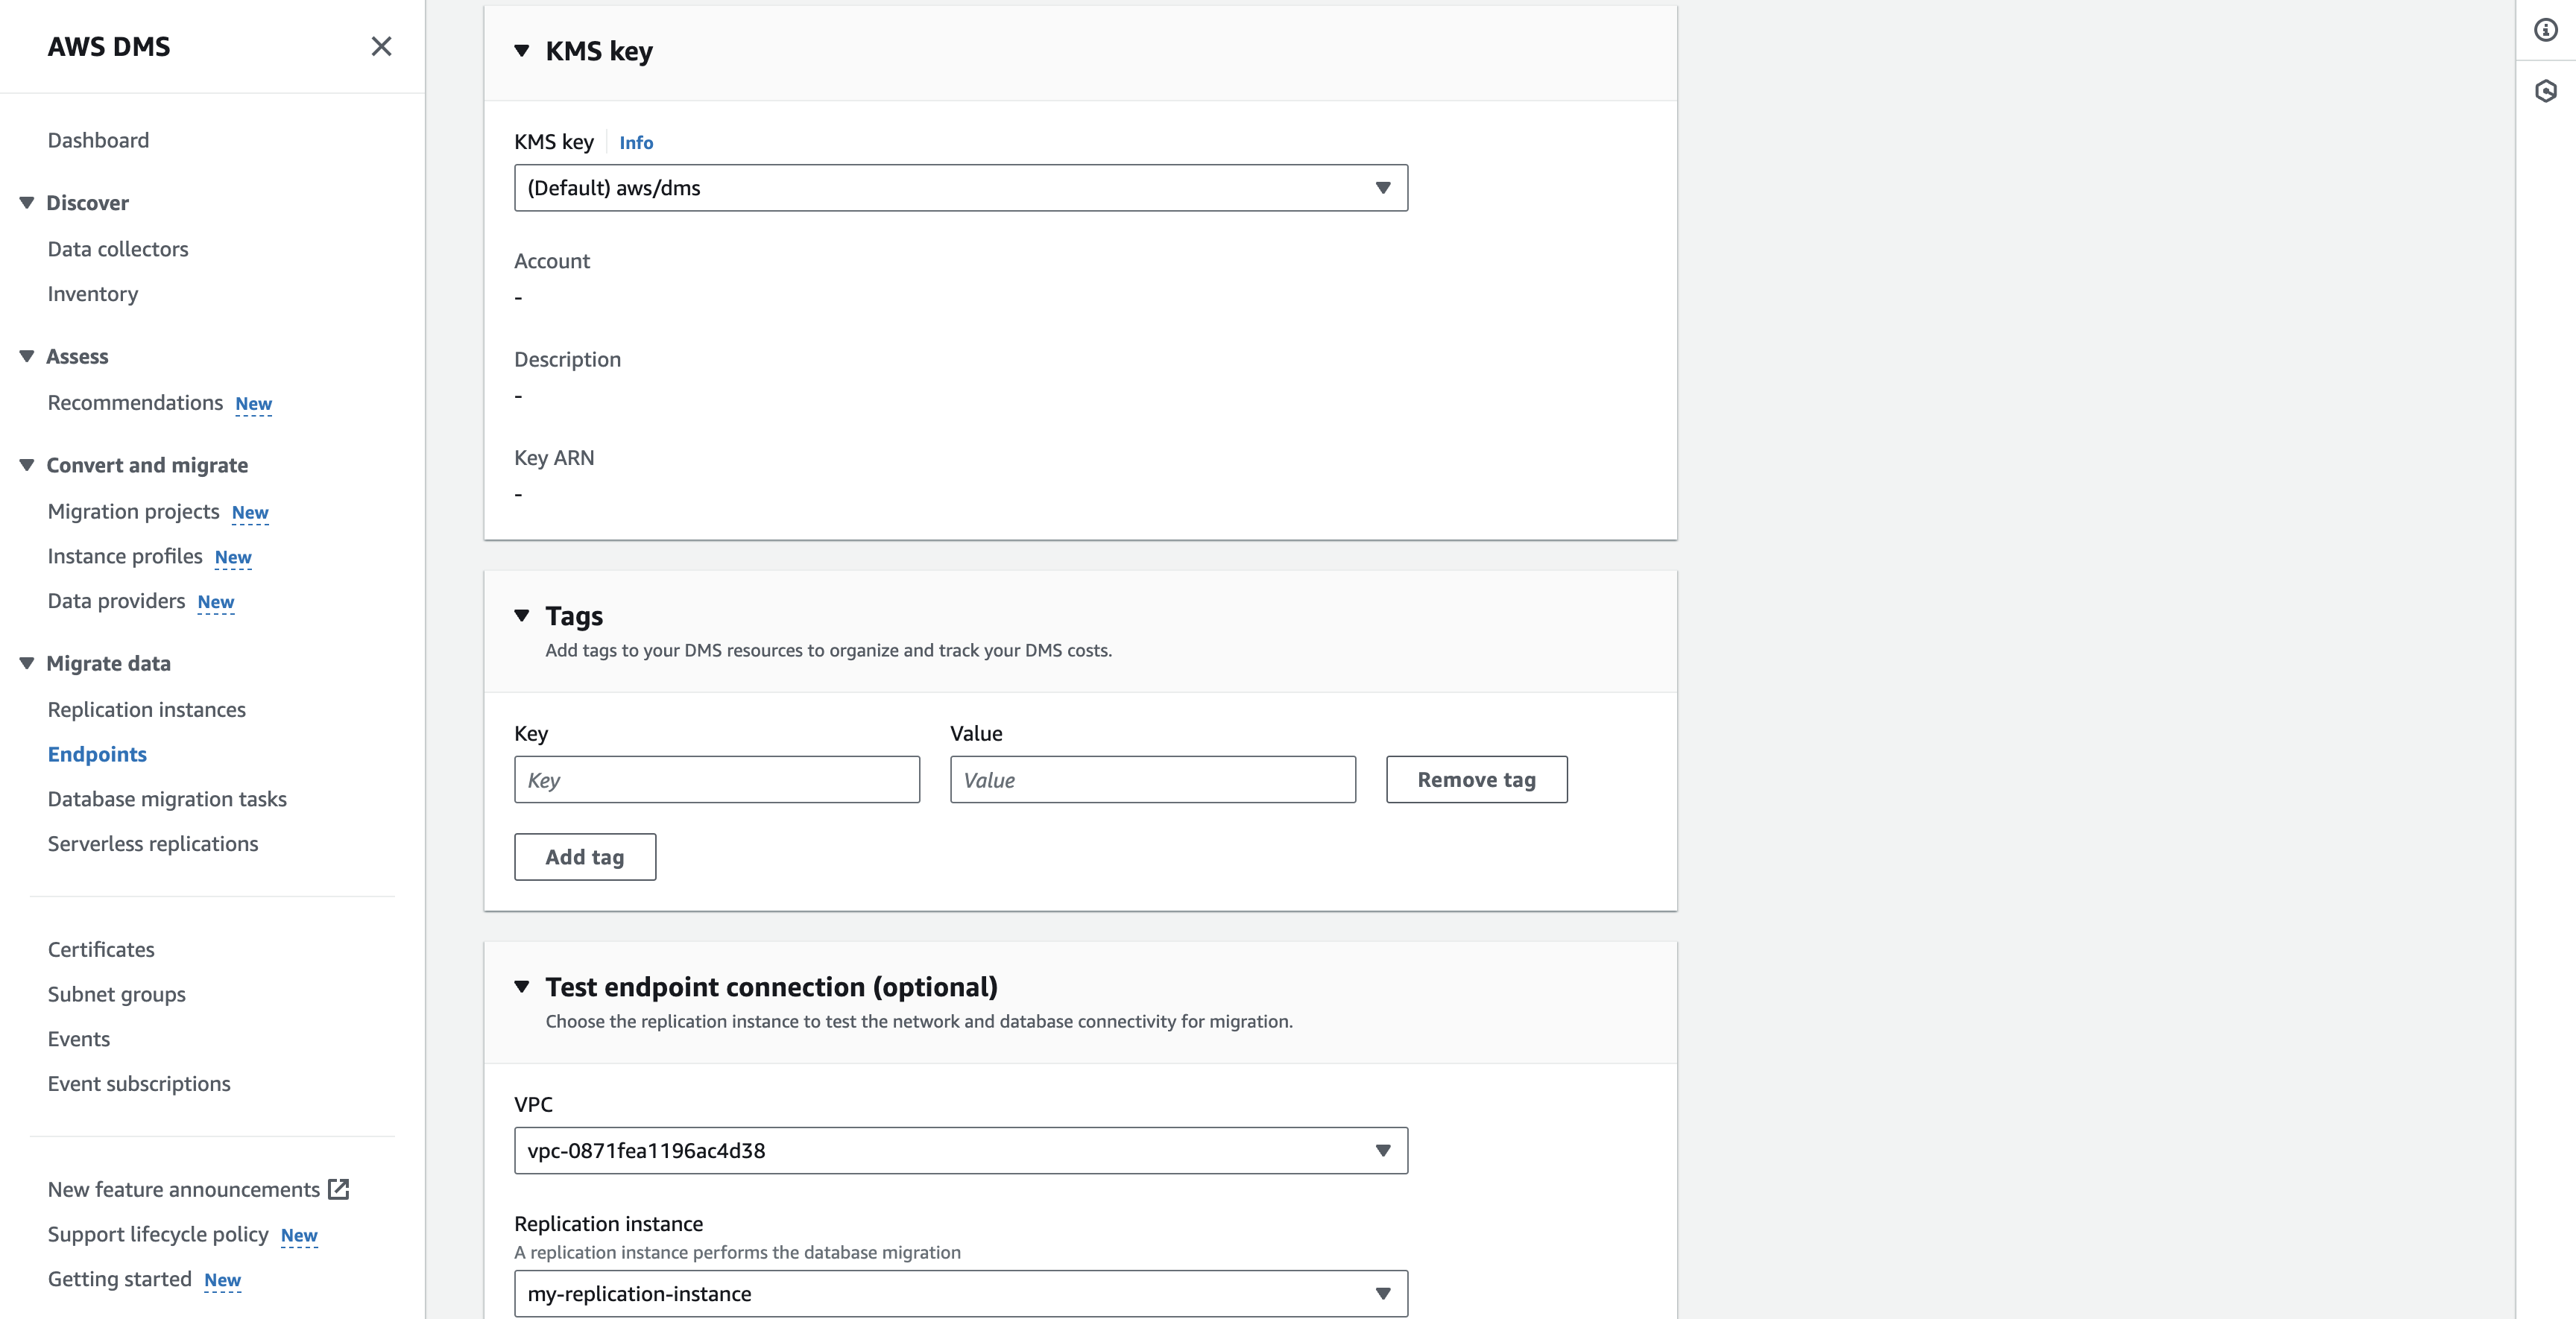 AWS DMS
Dashboard
Discover
Data collectors
Inventory
Assess
Recommendations New
Convert and migrate
Migration projects New
Instance profiles New
Data providers New
Migrate data
Replication instances
Endpoints
Database migration tasks
Serverless replications
Certificates
Subnet groups
Events
Event subscriptions
New feature announcements
Support lifecycle policy New
Getting started New
KMS key
KMS key Info
(Default) aws/dms
Account
-
Description
-
Key ARN
-
Tags
Add tags to your DMS resources to organize and track your DMS costs.
Key Value
Key Value Remove tag
Add tag
Test endpoint connection (optional)
Choose the replication instance to test the network and database connectivity for migration.
VPC
vpc-0871fea1196ac4d38
Replication instance
A replication instance performs the database migration
my-replication-instance